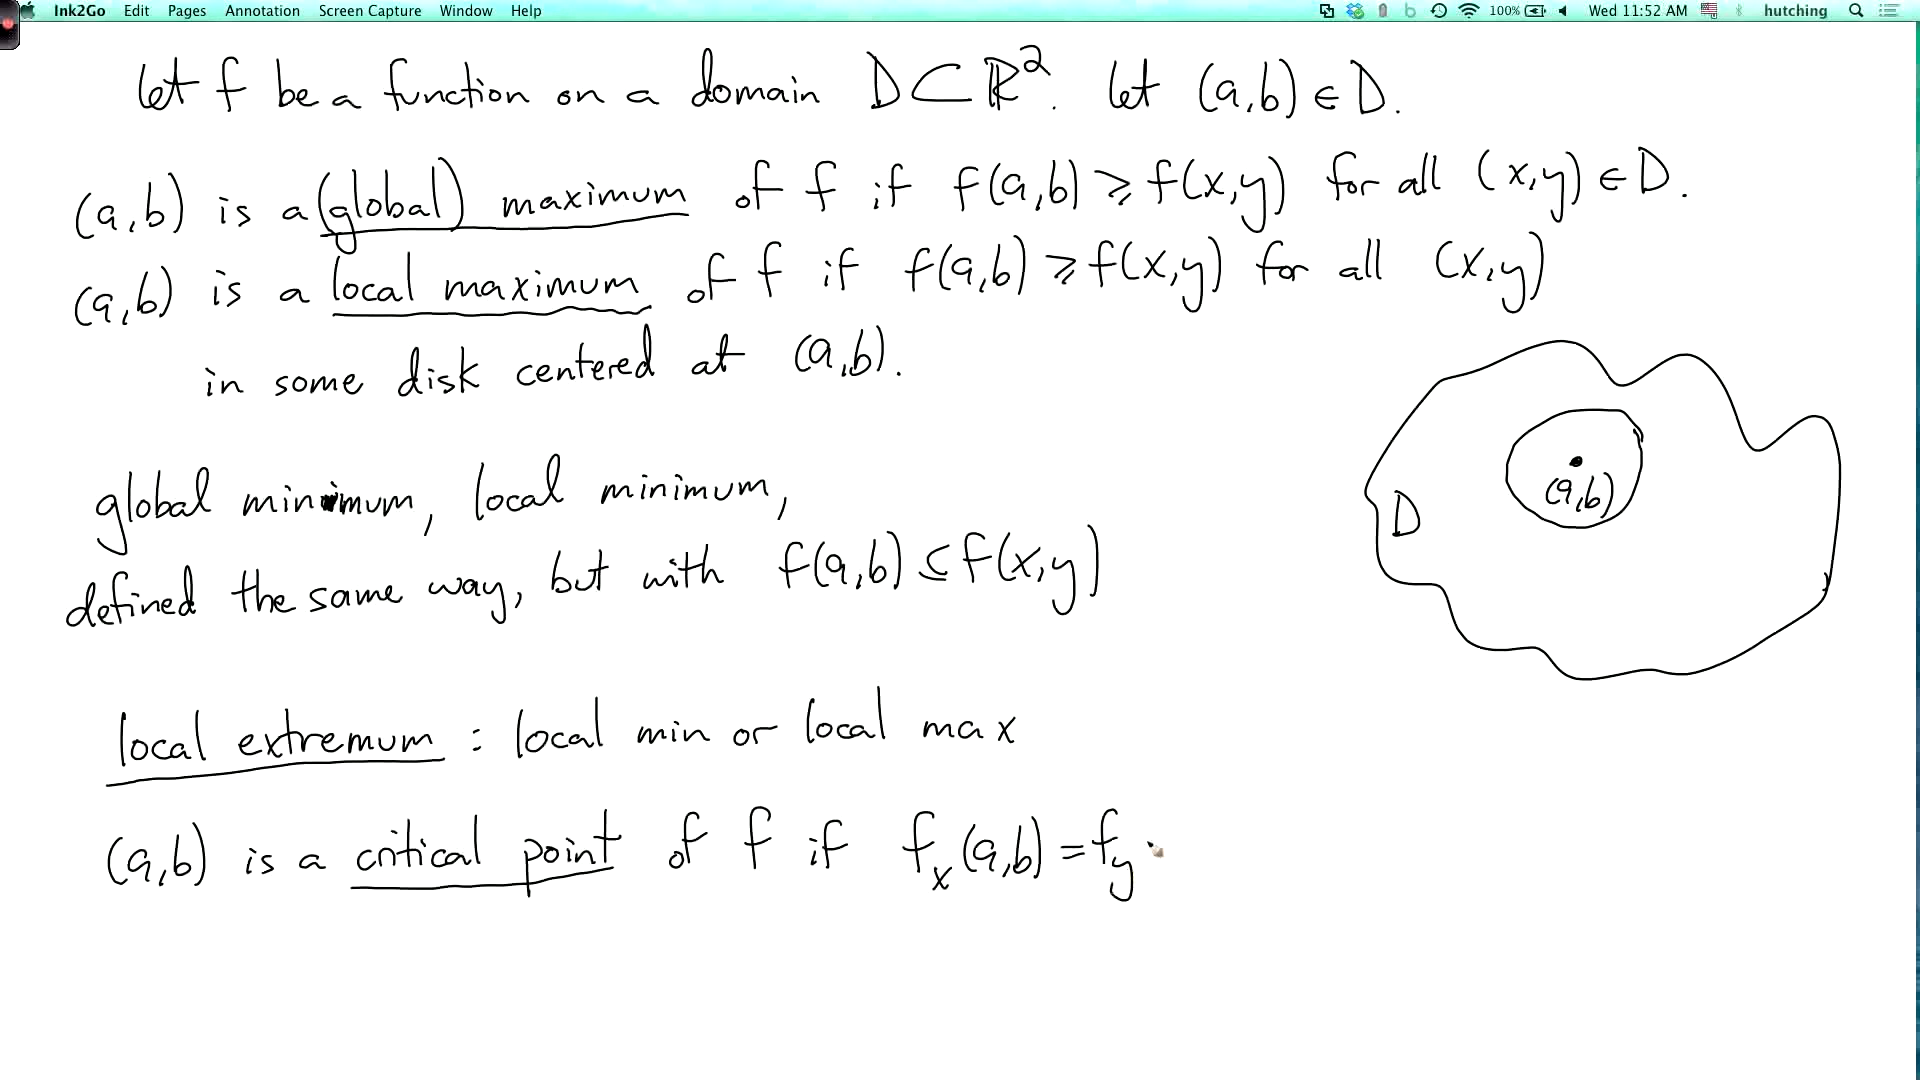 Ink2Go Edit Pages Annotation Screen Capture Window Help 100% Wed 11:52 AM hutching
let f be a function on a domain D⊂ℝ². let (a,b)∈D.
(a,b) is a (global) maximum of f if f(a,b)≥f(x,y) for all (x,y)∈D.
(a,b) is a local maximum of f if f(a,b)≥f(x,y) for all (x,y)
in some disk centered at (a,b).
(a,b)
D
global minimum, local minimum,
defined the same way, but with f(a,b)≤f(x,y)
local extremum: local min or local max
(a,b) is a critical point of f if f_x(a,b)=f_y